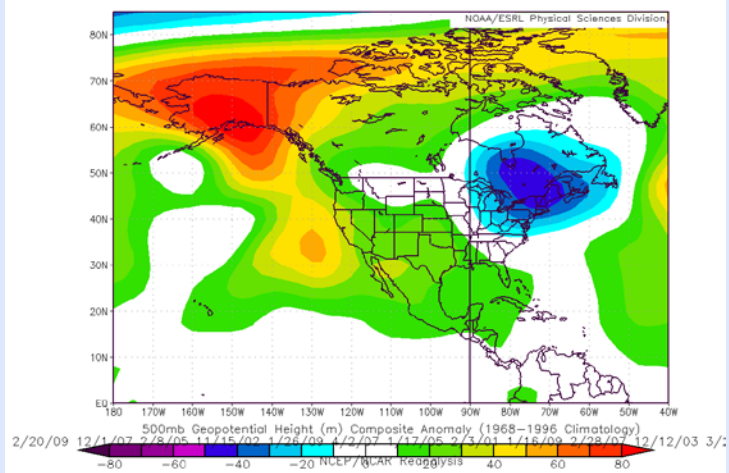 NOAA/ESRL Physical Sciences Division
80N
70N
60N
50N
40N
30N
20N
10N
EQ
180 170W 160W 150W 140W 130W 120W 110W 100W 90W 80W 70W 60W 50W 40W
500mb Geopotential Height (m) Composite Anomaly (1968-1996 Climatology)
2/20/09 12/1/07 2/8/05 11/15/02 1/26/09 4/2/07 1/17/05 2/3/01 1/16/09 2/28/07 12/12/03
NCEP/NCAR Reanalysis
-80 -60 -40 -20 20 40 60 80